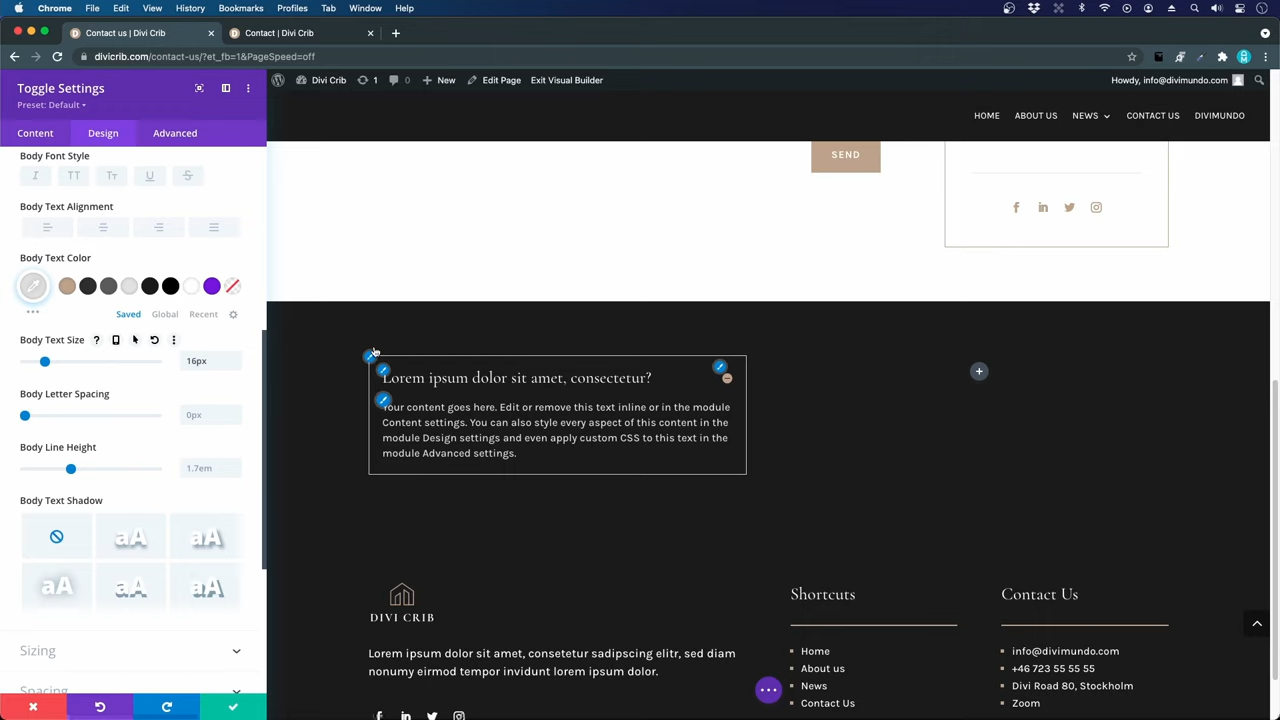 Chrome File Edit View History Bookmarks Profiles Tab Window Help
Contact us | Divi Crib
Contact | Divi Crib
divicrib.com/contact-us/?et_fb=1&PageSpeed=off
Toggle Settings
Preset: Default
Divi Crib 1 0 New Edit Page Exit Visual Builder Howdy, info@divimundo.com
Content Design Advanced
HOME ABOUT US NEWS CONTACT US DIVIMUNDO
Body Font Style
I TT Tт U S
SEND
Body Text Alignment
Body Text Color
Saved Global Recent
Body Text Size ?
16px
Body Letter Spacing
0px
Body Line Height
1.7em
Body Text Shadow
aA aA
aA aA aA
Sizing
Spacing
Lorem ipsum dolor sit amet, consectetur?
Your content goes here. Edit or remove this text inline or in the module
Content settings. You can also style every aspect of this content in the
module Design settings and even apply custom CSS to this text in the
module Advanced settings.
DIVI CRIB
Lorem ipsum dolor sit amet, consetetur sadipscing elitr, sed diam
nonumy eirmod tempor invidunt ut labore lorem ipsum dolor.
Shortcuts
Home
About us
News
Contact Us
Contact Us
info@divimundo.com
+46 723 55 55 55
Divi Road 80, Stockholm
Zoom